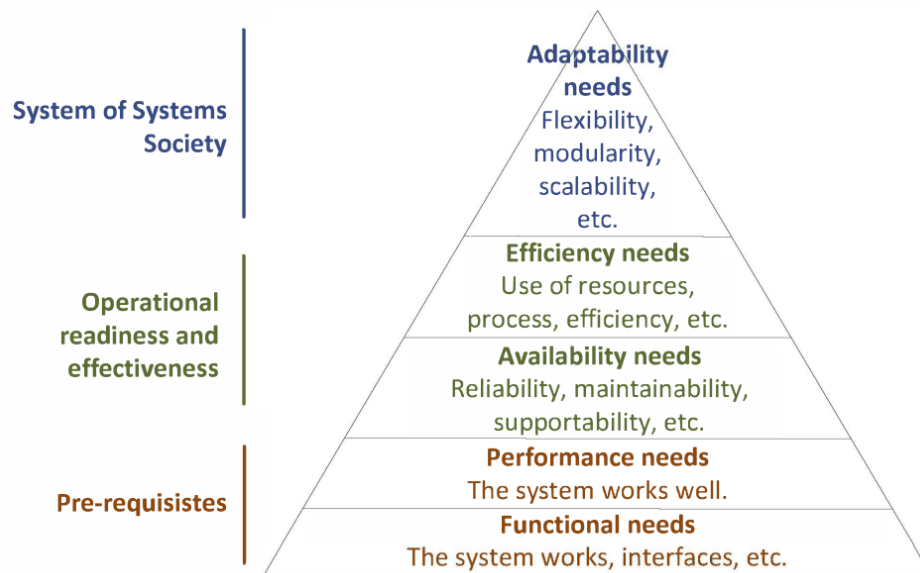 System of Systems
Society
Adaptability
needs
Flexibility,
modularity,
scalability,
etc.
Operational
readiness and
effectiveness
Efficiency needs
Use of resources,
process, efficiency, etc.
Availability needs
Reliability, maintainability,
supportability, etc.
Pre-requisistes
Performance needs
The system works well.
Functional needs
The system works, interfaces, etc.